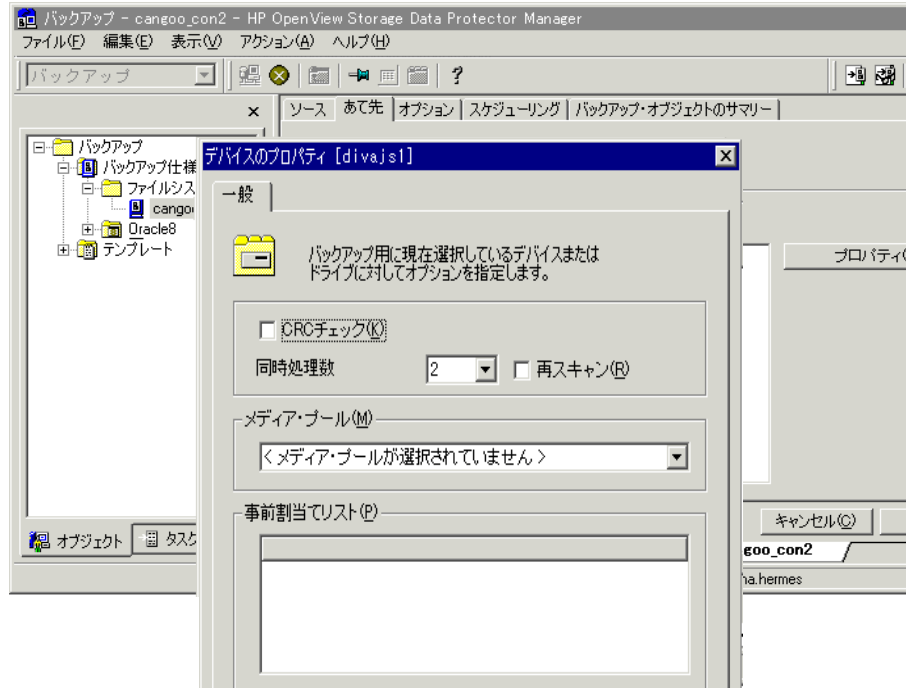 バックアップ - cangoo_con2 - HP OpenView Storage Data Protector Manager
ファイル(F) 編集(E) 表示(V) アクション(A) ヘルプ(H)
バックアップ
ソース あて先 オプション スケジューリング バックアップ・オブジェクトのサマリー
バックアップ
バックアップ仕様
ファイルシス
cango
Oracle8
テンプレート
オブジェクト タスク
デバイスのプロパティ [divajs1]
一般
バックアップ用に現在選択しているデバイスまたは
ドライブに対してオプションを指定します。
CRCチェック(K)
同時処理数 2 再スキャン(R)
メディア・プール(M)
< メディア・プールが選択されていません >
事前割当てリスト(P)
プロパティ(
キャンセル(C)
goo_con2
na.hermes